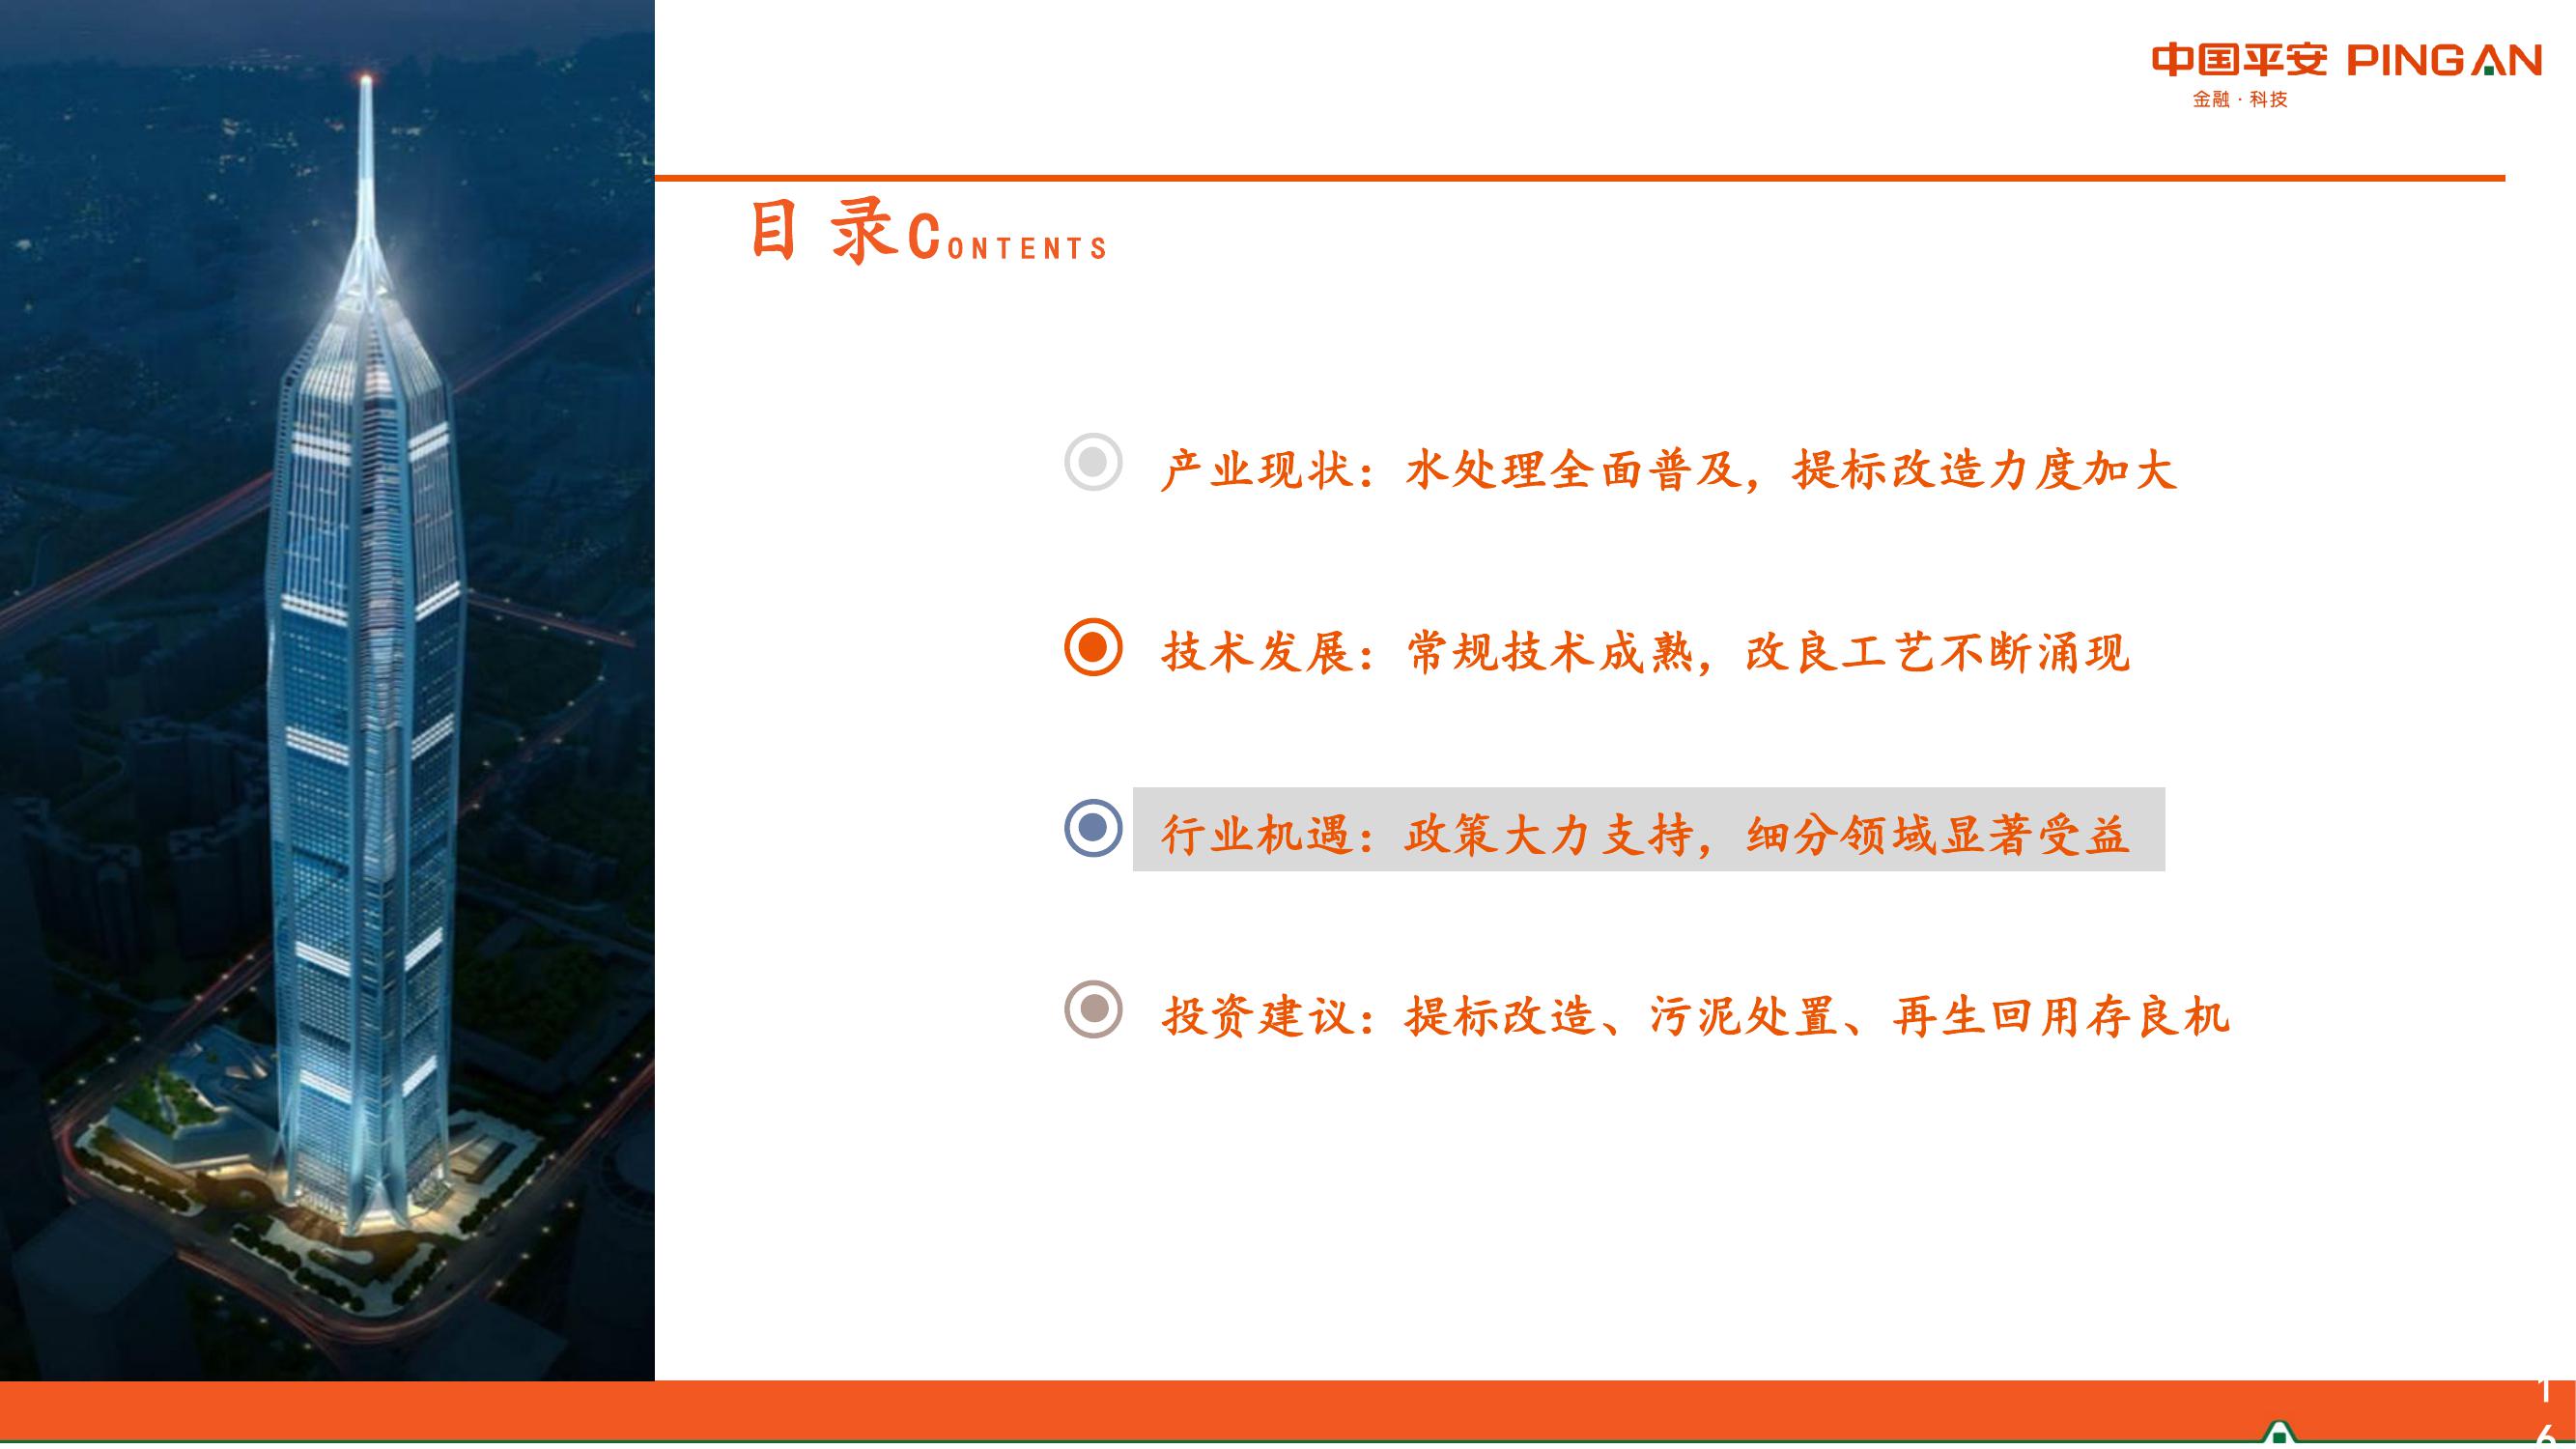 中国平安 PING AN
金融·科技
目 录CONTENTS
产业现状：水处理全面普及，提标改造力度加大
技术发展：常规技术成熟，改良工艺不断涌现
行业机遇：政策大力支持，细分领域显著受益
投资建议：提标改造、污泥处置、再生回用存良机
1
6